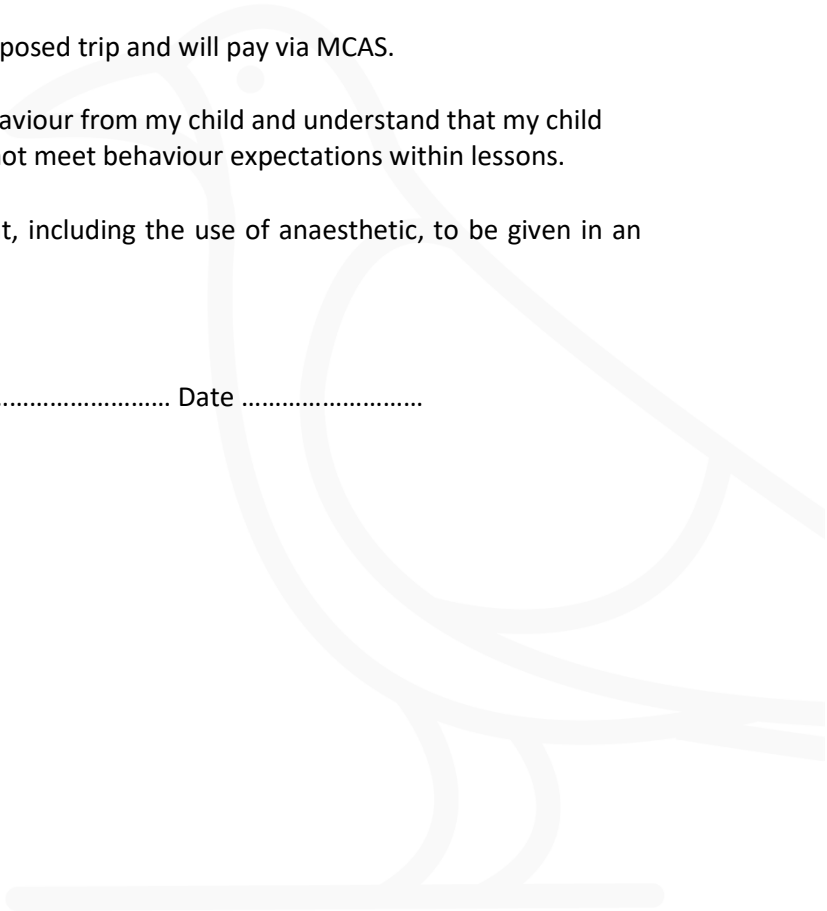 posed trip and will pay via MCAS.
aviour from my child and understand that my child
not meet behaviour expectations within lessons.
t, including the use of anaesthetic, to be given in an
……………………… Date ………………………